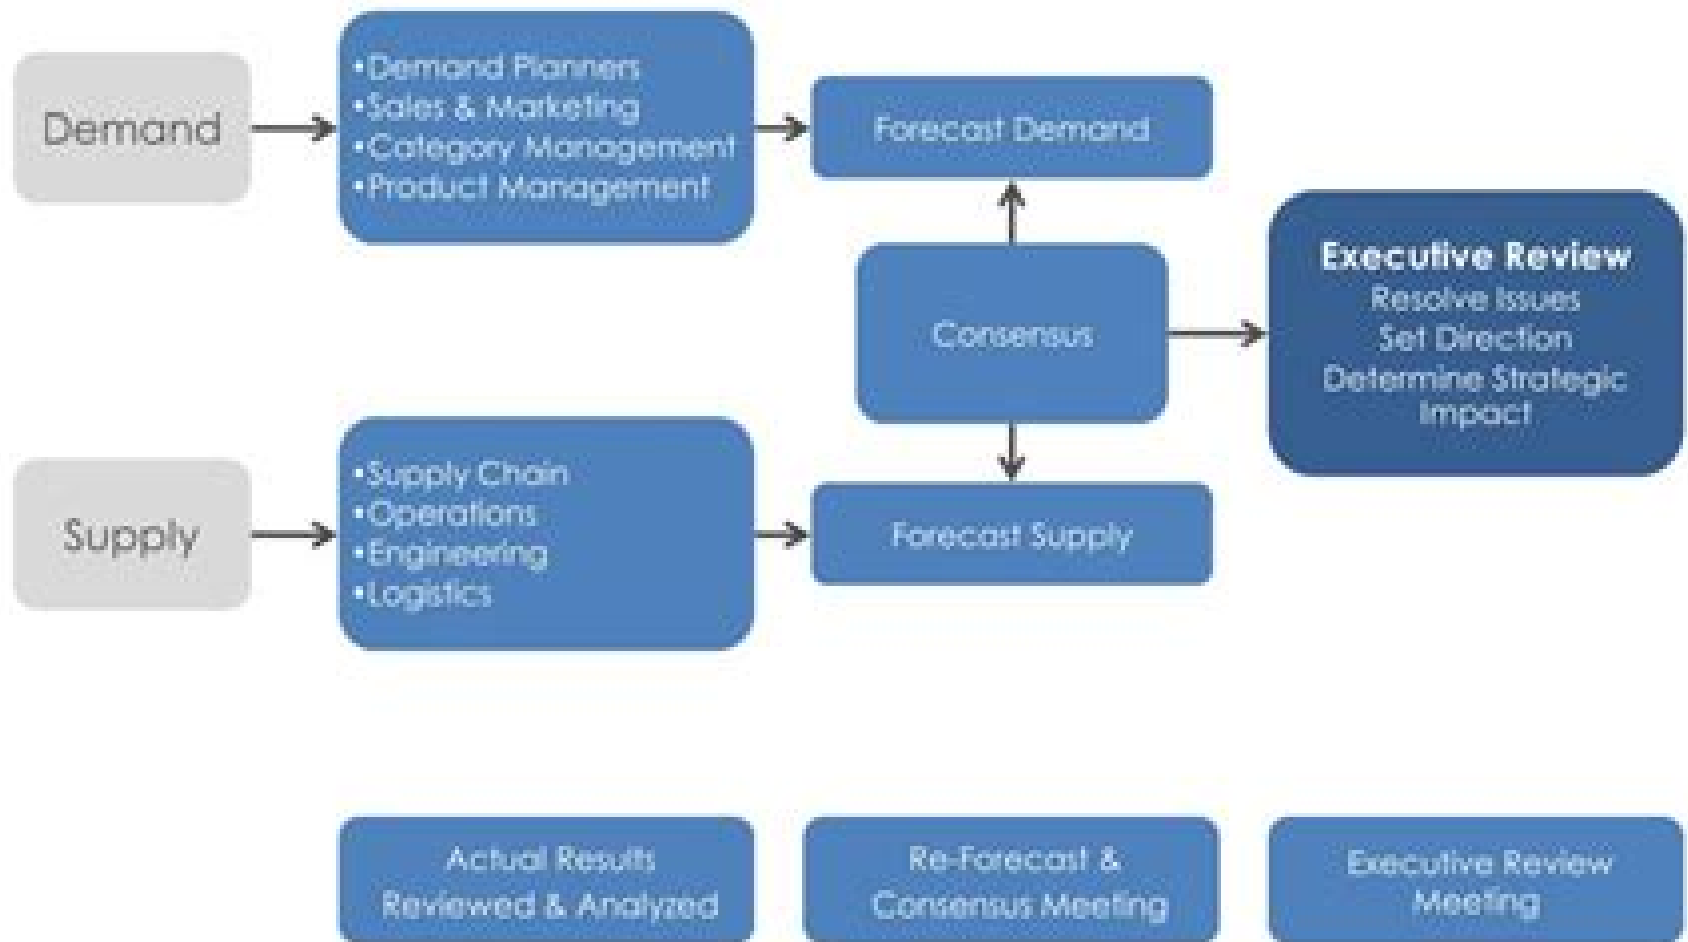 Demand
•Demand Planners
•Sales & Marketing
•Category Management
•Product Management
Forecast Demand
Consensus
Executive Review
Resolve Issues
Set Direction
Determine Strategic
Impact
Supply
•Supply Chain
•Operations
•Engineering
•Logistics
Forecast Supply
Actual Results
Reviewed & Analyzed
Re-Forecast &
Consensus Meeting
Executive Review
Meeting